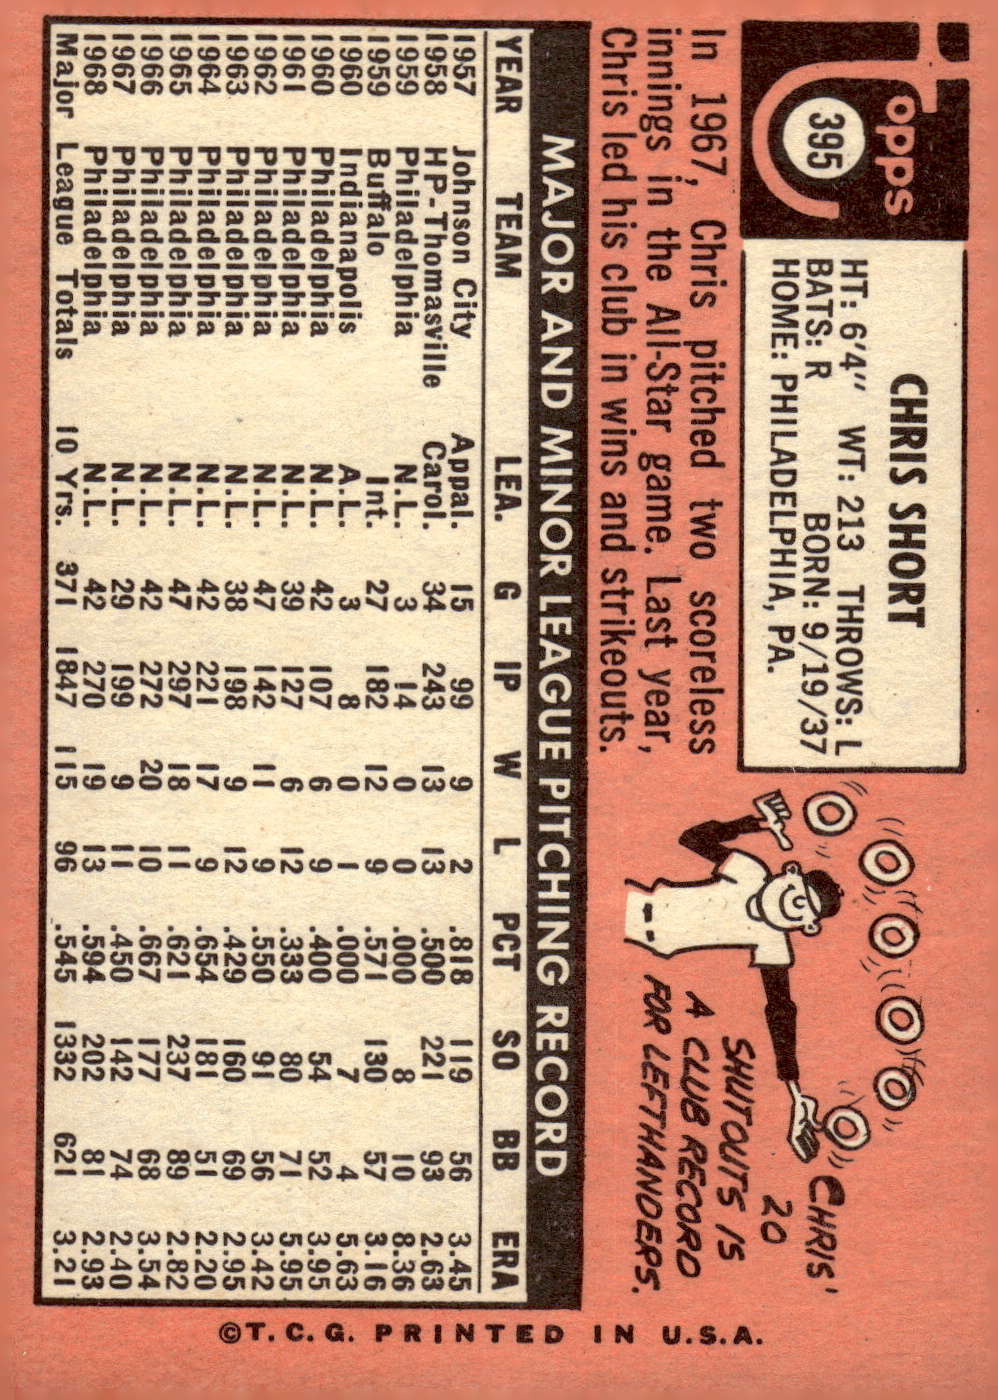 Topps
395
CHRIS SHORT
HT: 6'4" WT: 213 THROWS: L
BATS: R BORN: 9/19/37
HOME: PHILADELPHIA, PA.
In 1967, Chris pitched two scoreless
innings in the All-Star game. Last year,
Chris led his club in wins and strikeouts.
CHRIS'
20
SHUTOUTS IS
A CLUB RECORD
FOR LEFTHANDERS.
MAJOR AND MINOR LEAGUE PITCHING RECORD
YEAR TEAM LEA. G IP W L PCT SO BB ERA
1957 Johnson City Appal. 15 99 9 2 .818 119 56 3.45
1958 HP-Thomasville Carol. 34 243 13 13 .500 221 93 2.63
1959 Philadelphia N.L. 3 14 0 0 .000 8 10 8.36
1959 Buffalo Int. 27 182 12 9 .571 130 57 3.16
1960 Indianapolis A.L. 3 8 0 1 .000 7 4 5.63
1960 Philadelphia N.L. 42 107 6 9 .400 54 52 3.95
1961 Philadelphia N.L. 39 127 6 12 .333 80 71 5.95
1962 Philadelphia N.L. 47 142 11 9 .550 91 56 3.42
1963 Philadelphia N.L. 38 198 9 12 .429 160 69 2.95
1964 Philadelphia N.L. 42 221 17 9 .654 181 51 2.20
1965 Philadelphia N.L. 47 297 18 11 .621 237 89 2.82
1966 Philadelphia N.L. 42 272 20 10 .667 177 68 3.54
1967 Philadelphia N.L. 29 199 9 11 .450 142 74 2.40
1968 Philadelphia N.L. 42 270 19 13 .594 202 81 2.93
Major League Totals 10 Yrs. 371 1847 115 96 .545 1332 621 3.21
©T.C.G. PRINTED IN U.S.A.